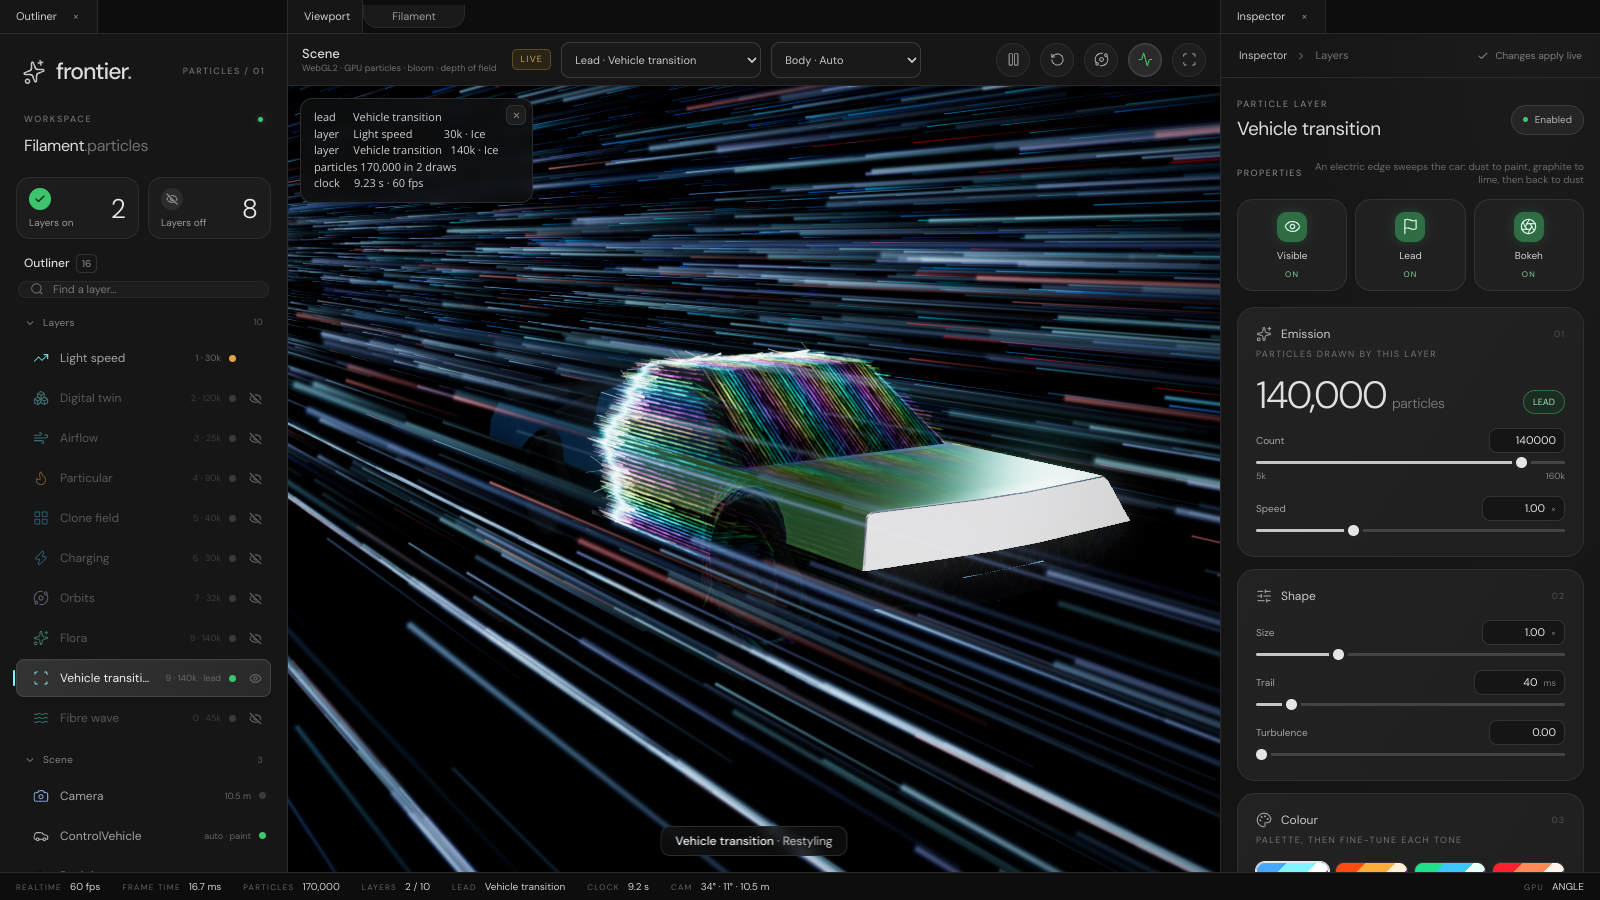 Outliner ×
Viewport
Filament
Inspector ×
frontier.
PARTICLES / 01
WORKSPACE
Filament.particles
Layers on
2
Layers off
8
Outliner 16
Find a layer...
Layers 10
Light speed 1 · 30k
Digital twin 2 · 120k
Airflow 3 · 25k
Particular 4 · 90k
Clone field 5 · 40k
Charging 6 · 30k
Orbits 7 · 32k
Flora 8 · 140k
Vehicle transiti... 9 · 140k · lead
Fibre wave 0 · 45k
Scene 3
Camera 10.5 m
ControlVehicle auto · paint
Scene
WebGL2 · GPU particles · bloom · depth of field
LIVE
Lead · Vehicle transition
Body · Auto
lead Vehicle transition
×
layer Light speed 30k · Ice
layer Vehicle transition 140k · Ice
particles 170,000 in 2 draws
clock 9.23 s · 60 fps
Vehicle transition · Restyling
Inspector > Layers
Changes apply live
PARTICLE LAYER
Vehicle transition
Enabled
PROPERTIES
An electric edge sweeps the car: dust to paint, graphite to
lime, then back to dust
Visible
ON
Lead
ON
Bokeh
ON
Emission 01
PARTICLES DRAWN BY THIS LAYER
140,000 particles
LEAD
Count 140000
5k 160k
Speed 1.00 ×
Shape 02
Size 1.00 ×
Trail 40 ms
Turbulence 0.00
Colour 03
PALETTE, THEN FINE-TUNE EACH TONE
REALTIME 60 fps FRAME TIME 16.7 ms PARTICLES 170,000 LAYERS 2 / 10 LEAD Vehicle transition CLOCK 9.2 s CAM 34° · 11° · 10.5 m GPU ANGLE